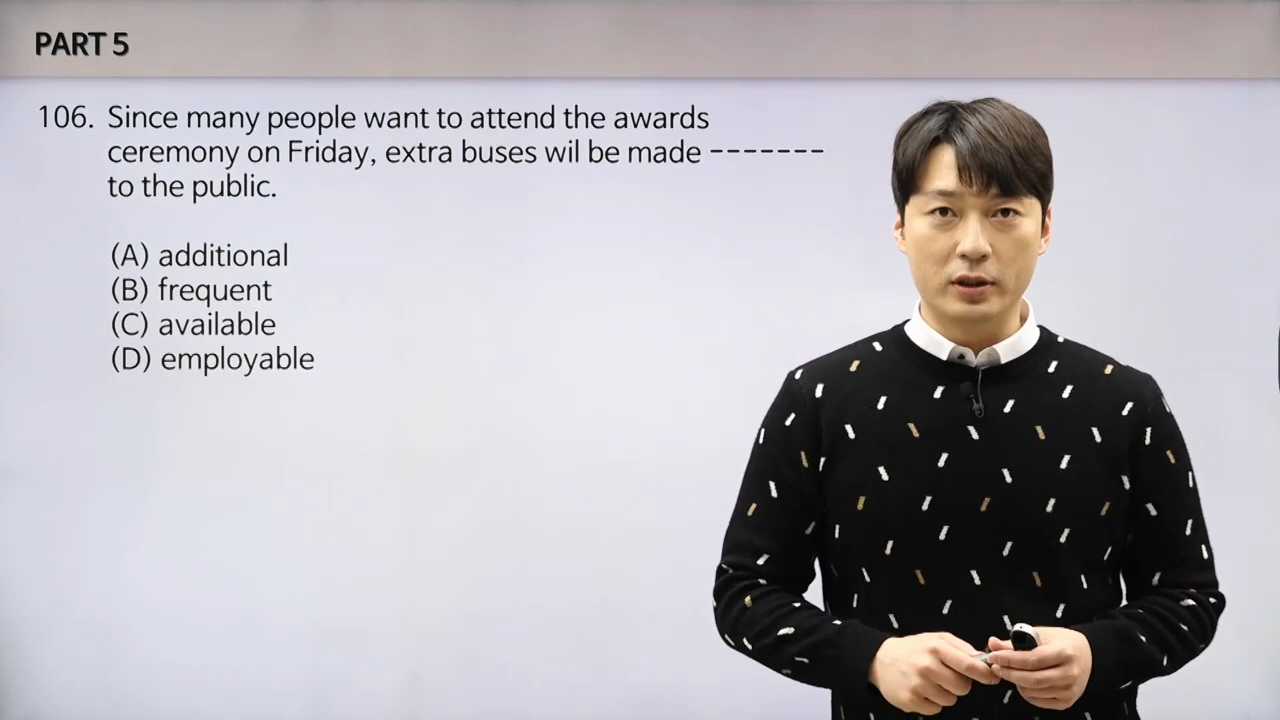 PART 5
106. Since many people want to attend the awards
ceremony on Friday, extra buses wil be made -------
to the public.
(A) additional
(B) frequent
(C) available
(D) employable